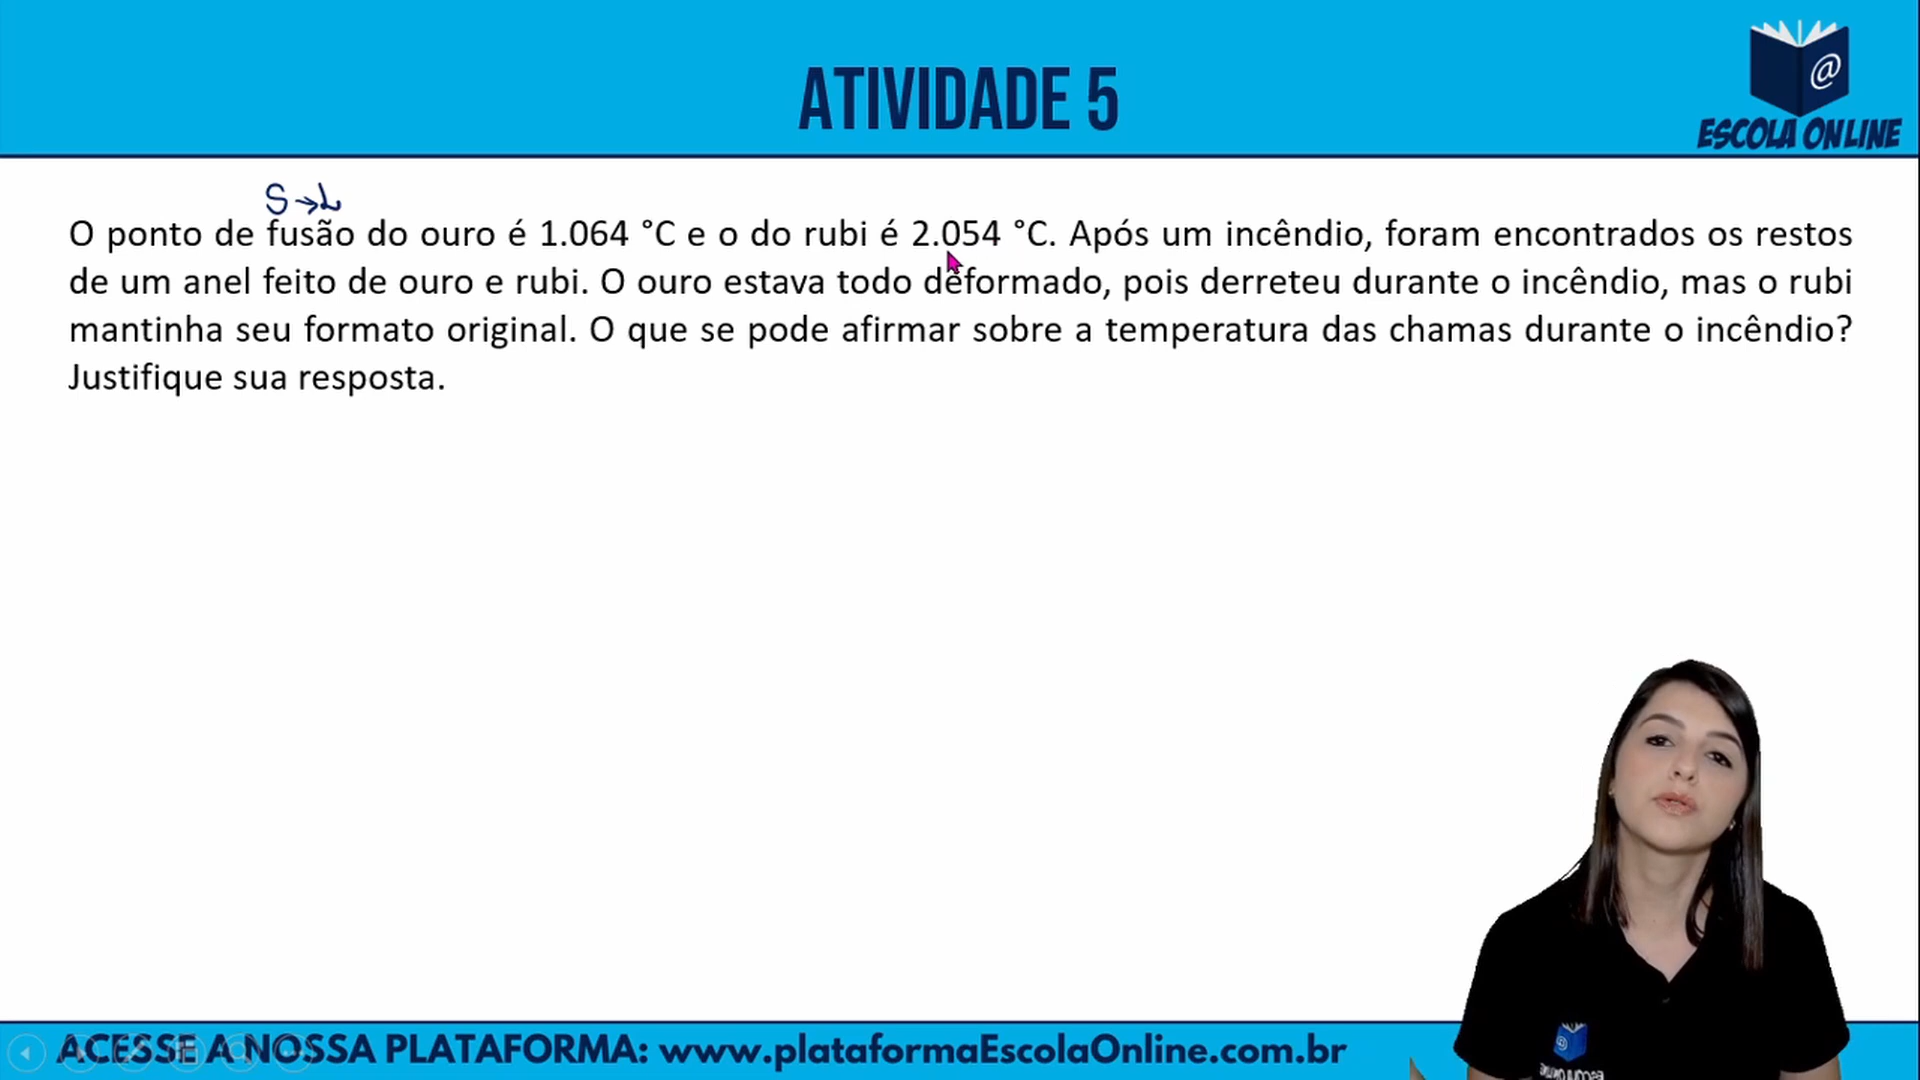 ATIVIDADE 5
@
ESCOLA ONLINE
S→L
O ponto de fusão do ouro é 1.064 °C e o do rubi é 2.054 °C. Após um incêndio, foram encontrados os restos
de um anel feito de ouro e rubi. O ouro estava todo deformado, pois derreteu durante o incêndio, mas o rubi
mantinha seu formato original. O que se pode afirmar sobre a temperatura das chamas durante o incêndio?
Justifique sua resposta.
ACESSE A NOSSA PLATAFORMA: www.plataformaEscolaOnline.com.br